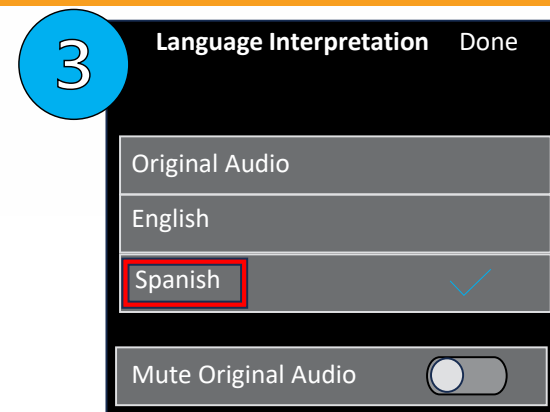 3
Language Interpretation Done
Original Audio
English
Spanish
Mute Original Audio